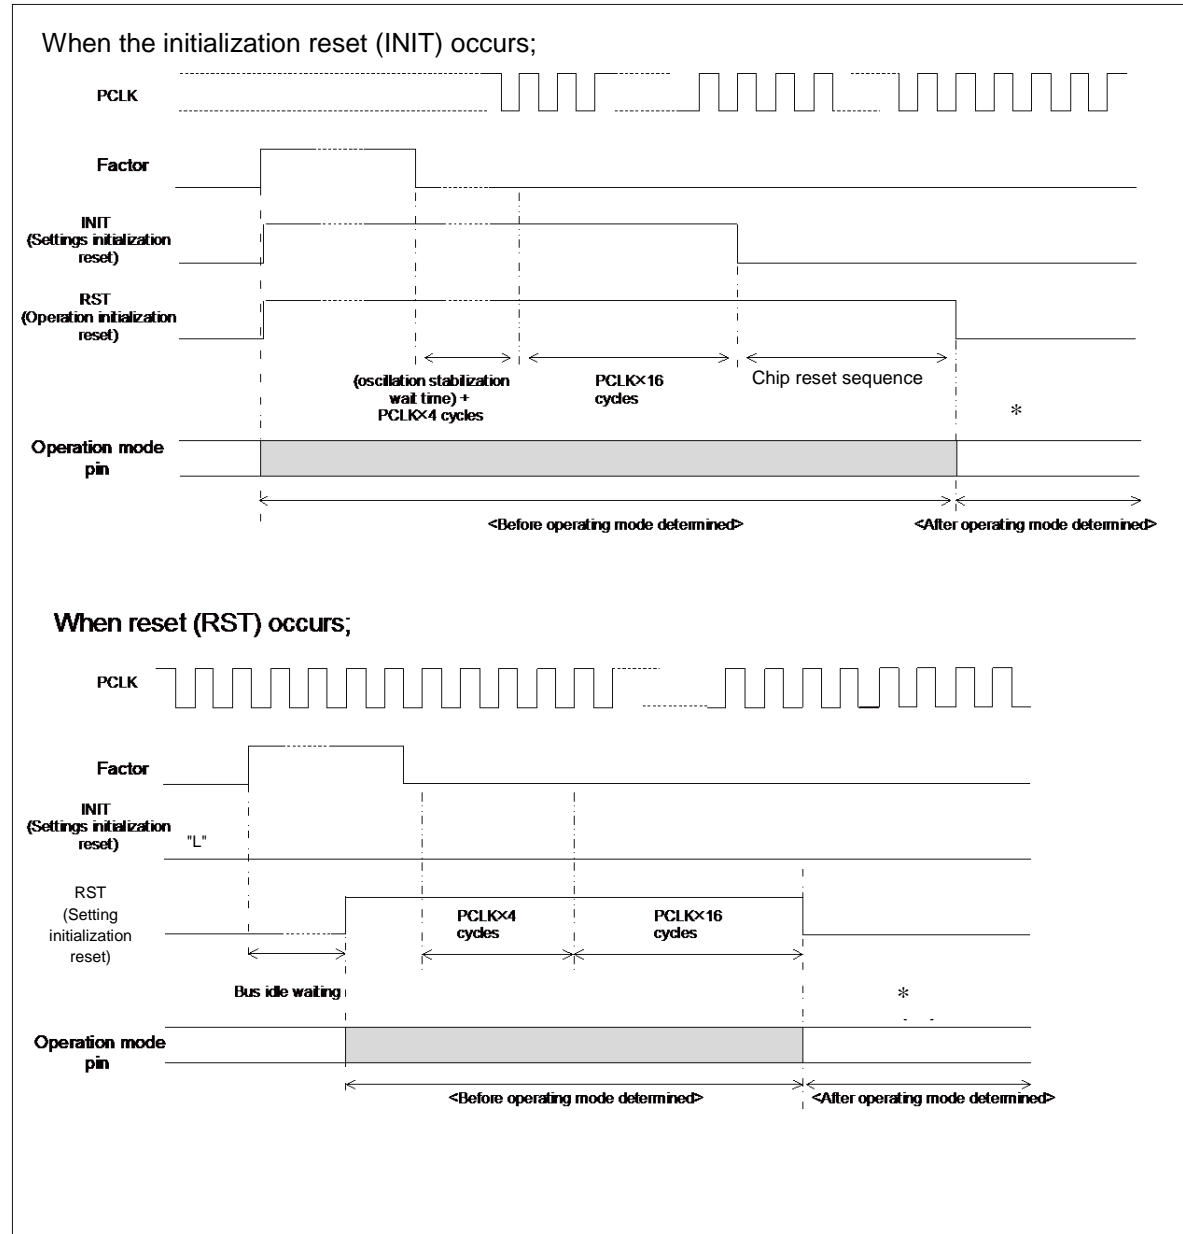 When the initialization reset (INIT) occurs;
PCLK
Factor
INIT
(Settings initialization
reset)
RST
(Operation initialization
reset)
(oscillation stabilization
wait time) +
PCLK×4 cycles
PCLK×16
cycles
Chip reset sequence
*
Operation mode
pin
<Before operating mode determined>
<After operating mode determined>
When reset (RST) occurs;
PCLK
Factor
INIT
(Settings initialization
reset)
"L"
RST
(Setting
initialization
reset)
PCLK×4
cycles
PCLK×16
cycles
Bus idle waiting
*
Operation mode
pin
<Before operating mode determined>
<After operating mode determined>